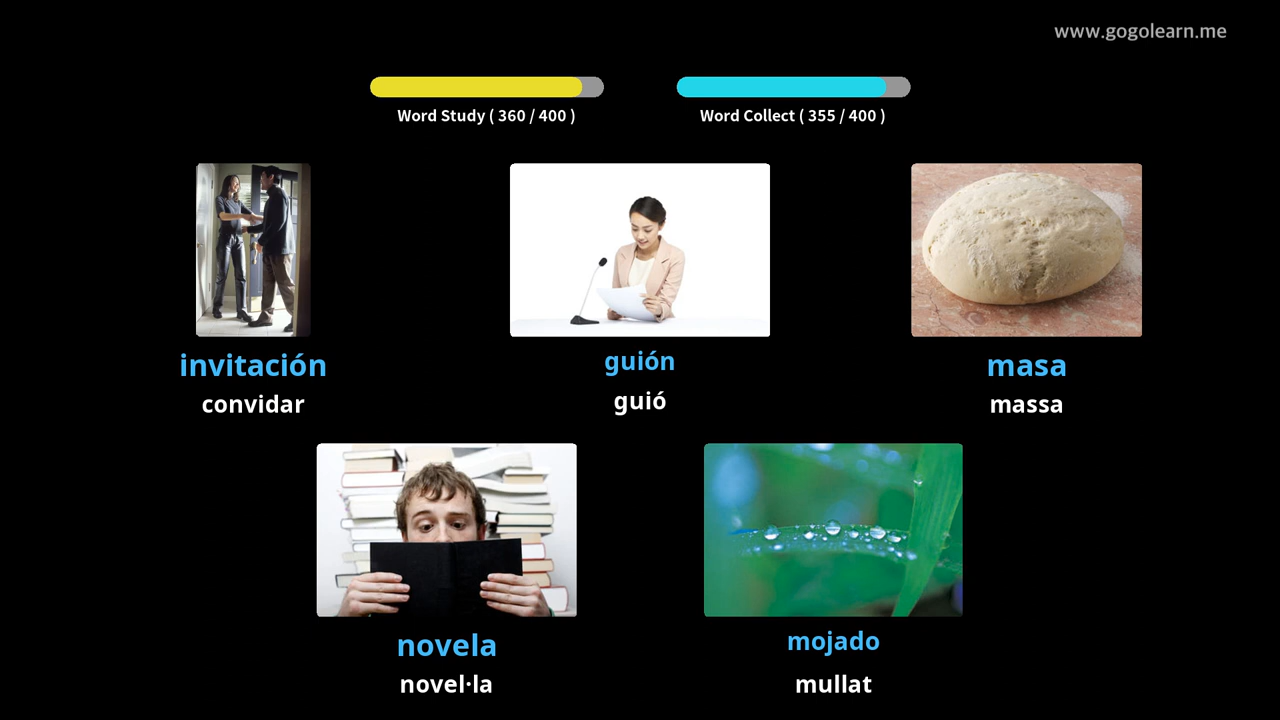 www.gogolearn.me
Word Study ( 360 / 400 )
Word Collect ( 355 / 400 )
invitación
convidar
guión
guió
masa
massa
novela
novel·la
mojado
mullat